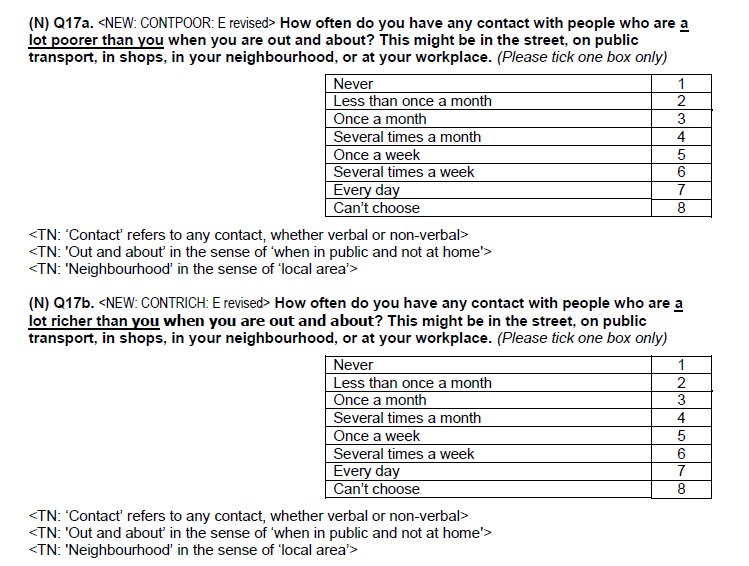 (N) Q17a. <NEW: CONTPOOR: E revised> How often do you have any contact with people who are a
lot poorer than you when you are out and about? This might be in the street, on public
transport, in shops, in your neighbourhood, or at your workplace. (Please tick one box only)
Never 1
Less than once a month 2
Once a month 3
Several times a month 4
Once a week 5
Several times a week 6
Every day 7
Can't choose 8
<TN: 'Contact' refers to any contact, whether verbal or non-verbal>
<TN: 'Out and about' in the sense of 'when in public and not at home'>
<TN: 'Neighbourhood' in the sense of 'local area'>
(N) Q17b. <NEW: CONTRICH: E revised> How often do you have any contact with people who are a
lot richer than you when you are out and about? This might be in the street, on public
transport, in shops, in your neighbourhood, or at your workplace. (Please tick one box only)
Never 1
Less than once a month 2
Once a month 3
Several times a month 4
Once a week 5
Several times a week 6
Every day 7
Can't choose 8
<TN: 'Contact' refers to any contact, whether verbal or non-verbal>
<TN: 'Out and about' in the sense of 'when in public and not at home'>
<TN: 'Neighbourhood' in the sense of 'local area'>